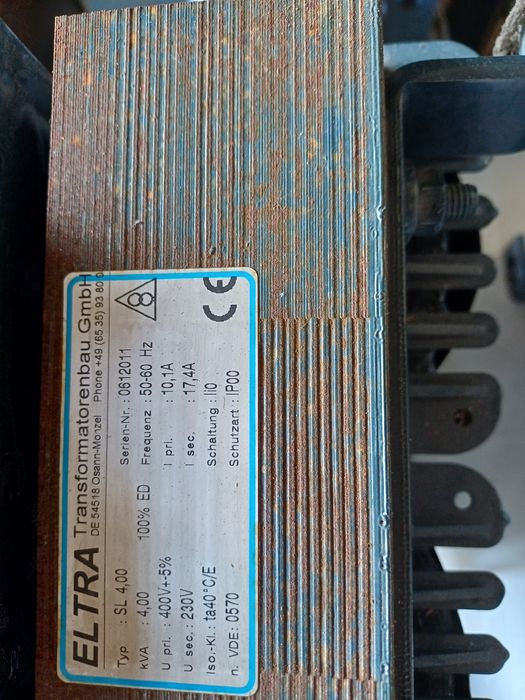 ELTRA Transformatorenbau GmbH
DE 54518 Osann-Monzel Phone +49 (65 35) 93 80 0
Typ : SL 4,00 Serien-Nr. : 0612011
kVA : 4,00 100% ED Frequenz : 50-60 Hz
U pri. : 400V+-5% I pri. : 10,1A
U sec. : 230V I sec. : 17,4A
Iso.-Kl. : ta40°C/E Schaltung : Ii0
n. VDE: 0570 Schutzart : IP00
CE